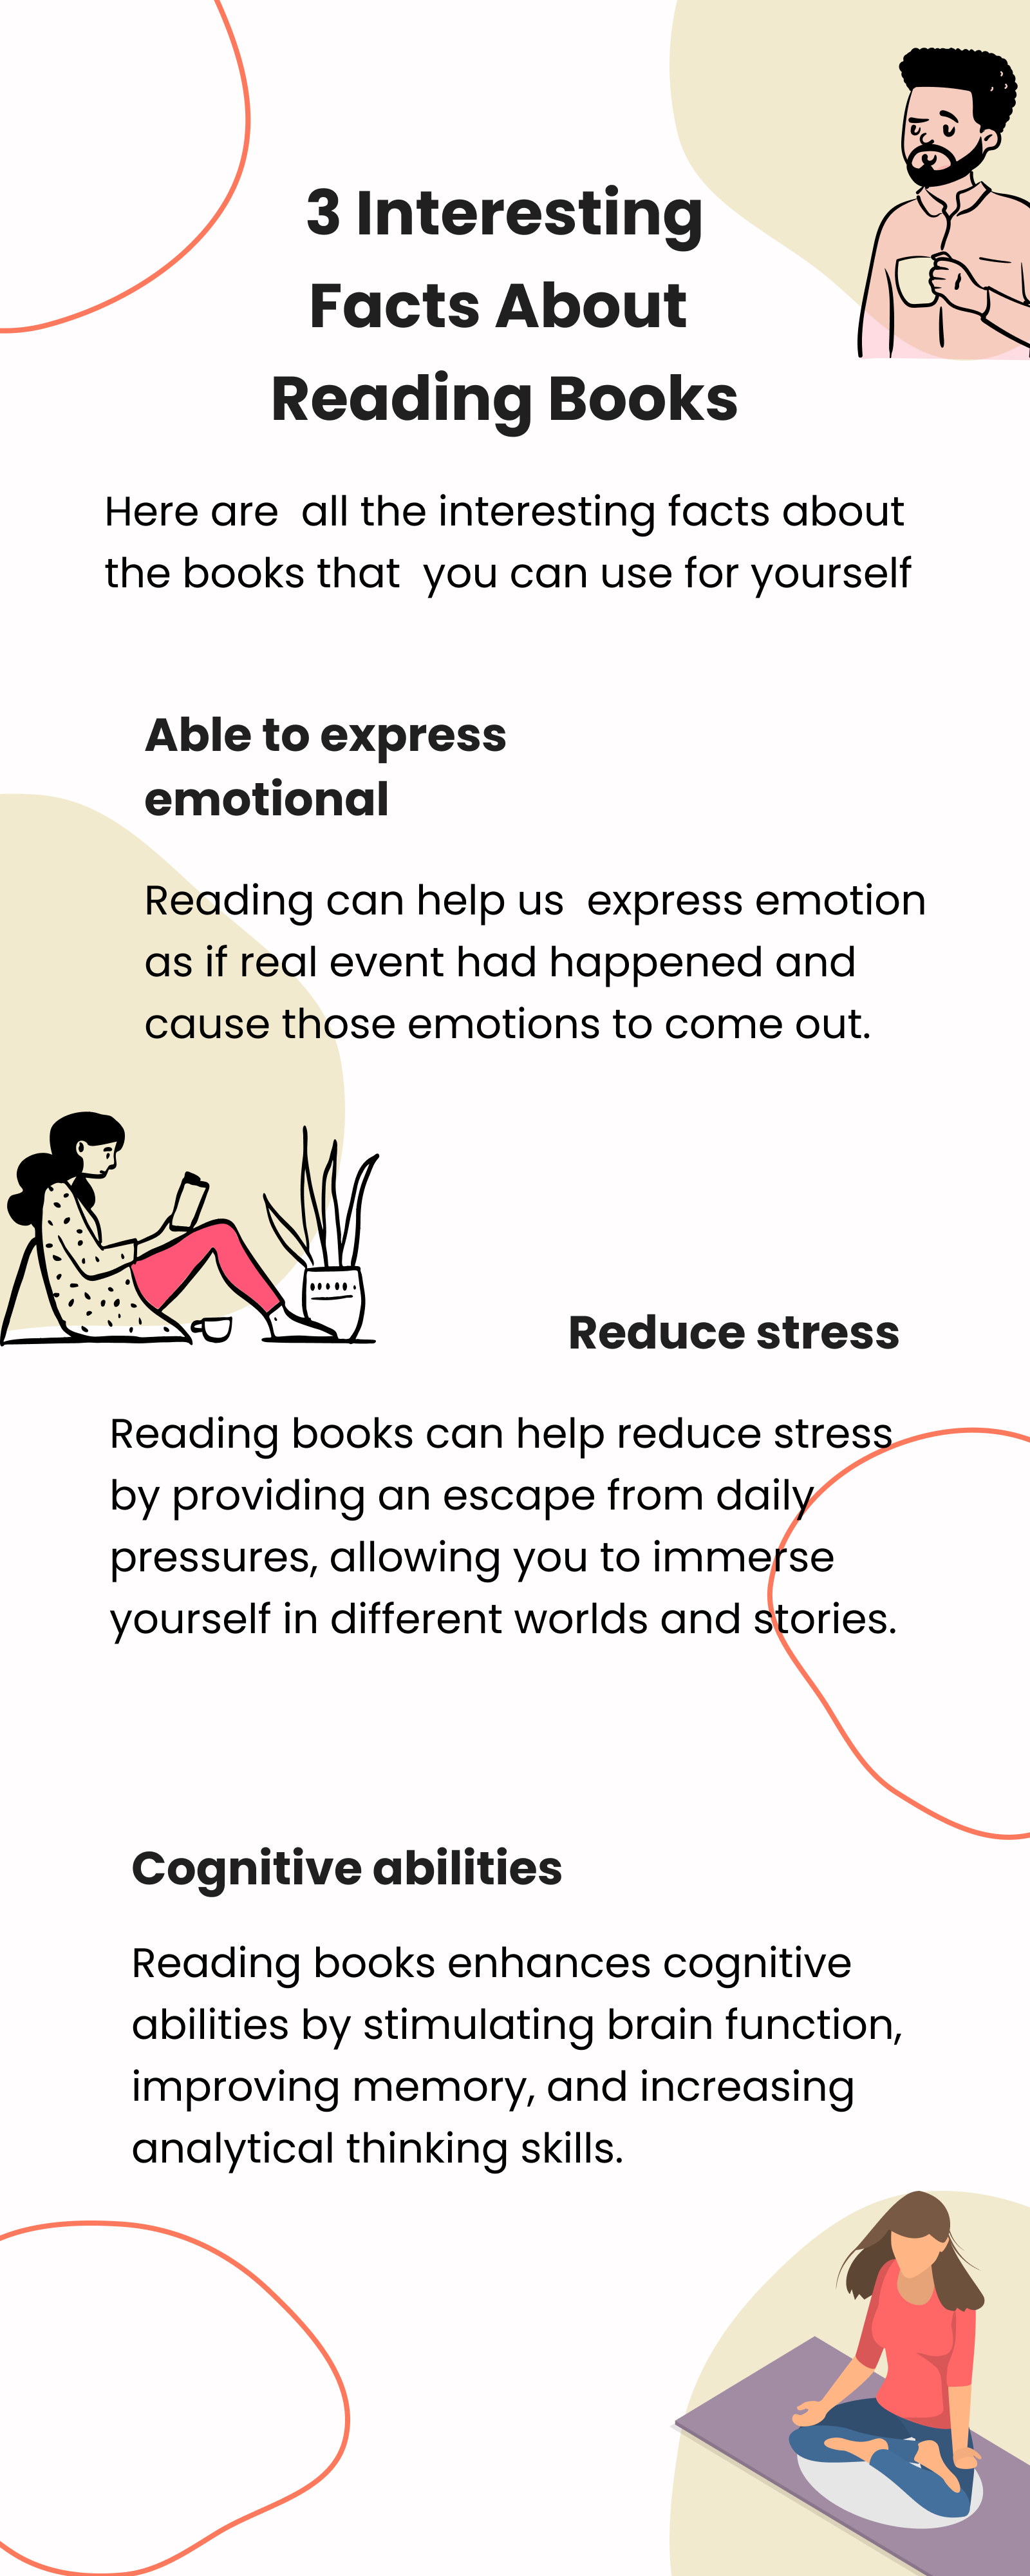 3 Interesting
Facts About
Reading Books
Here are  all the interesting facts about
the books that  you can use for yourself
Able to express
emotional
Reading can help us  express emotion
as if real event had happened and
cause those emotions to come out.
Reduce stress
Reading books can help reduce stress
by providing an escape from daily
pressures, allowing you to immerse
yourself in different worlds and stories.
Cognitive abilities
Reading books enhances cognitive
abilities by stimulating brain function,
improving memory, and increasing
analytical thinking skills.